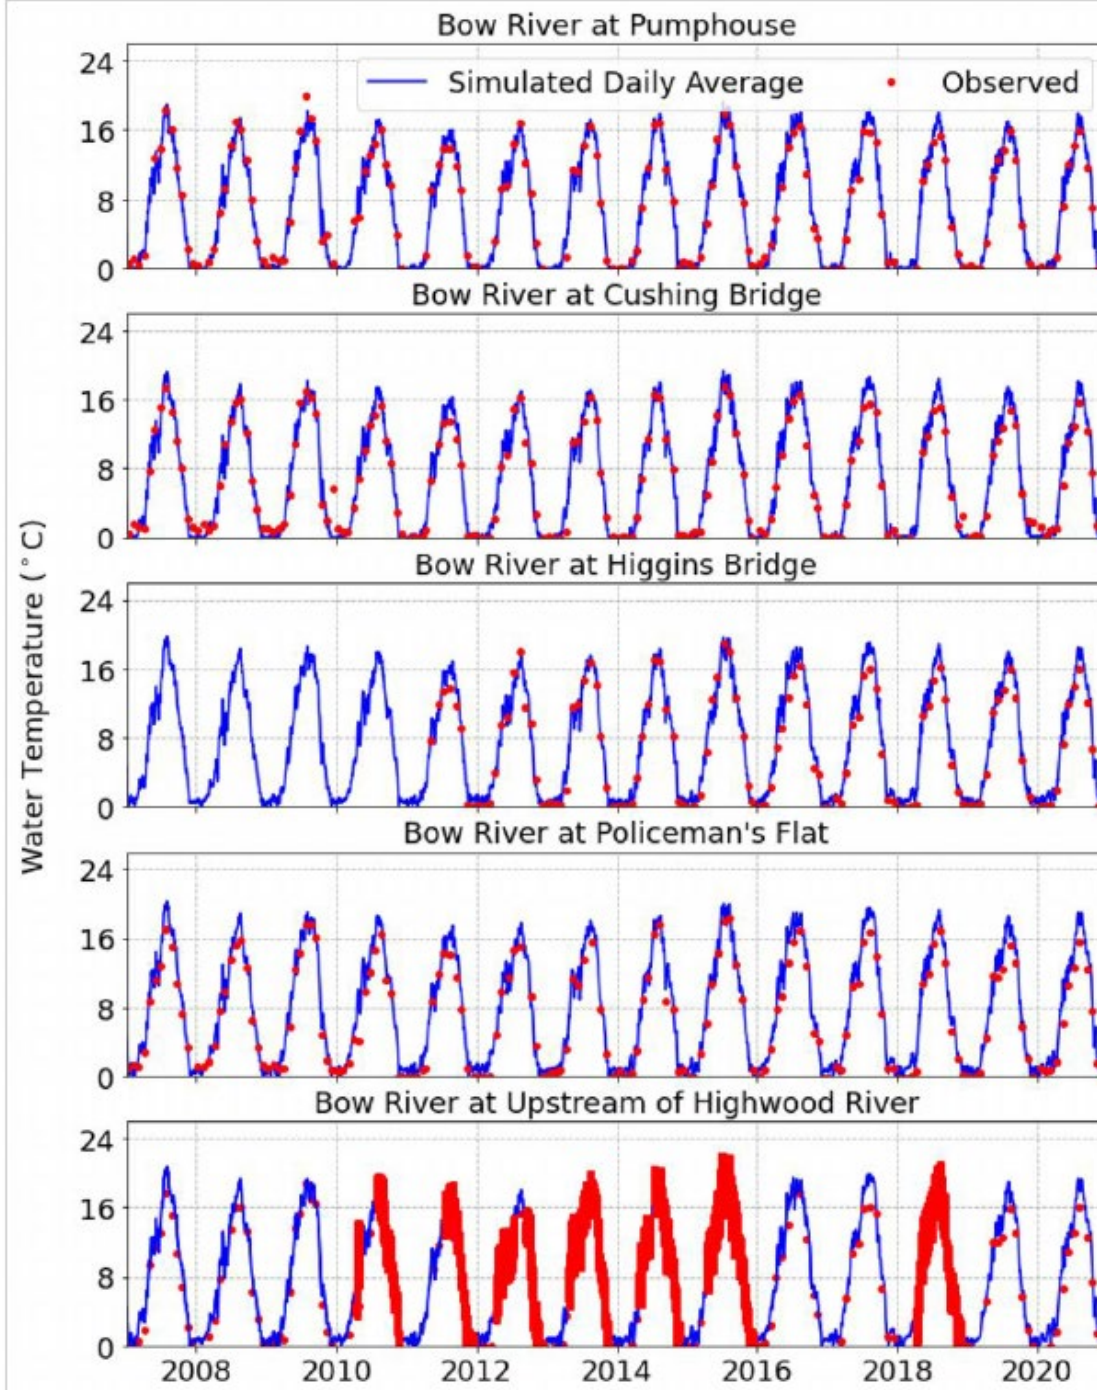 Bow River at Pumphouse
Simulated Daily Average Observed
24
16
8
0
Bow River at Cushing Bridge
24
16
8
0
Bow River at Higgins Bridge
24
16
8
0
Water Temperature (°C)
Bow River at Policeman's Flat
24
16
8
0
Bow River at Upstream of Highwood River
24
16
8
0
2008 2010 2012 2014 2016 2018 2020